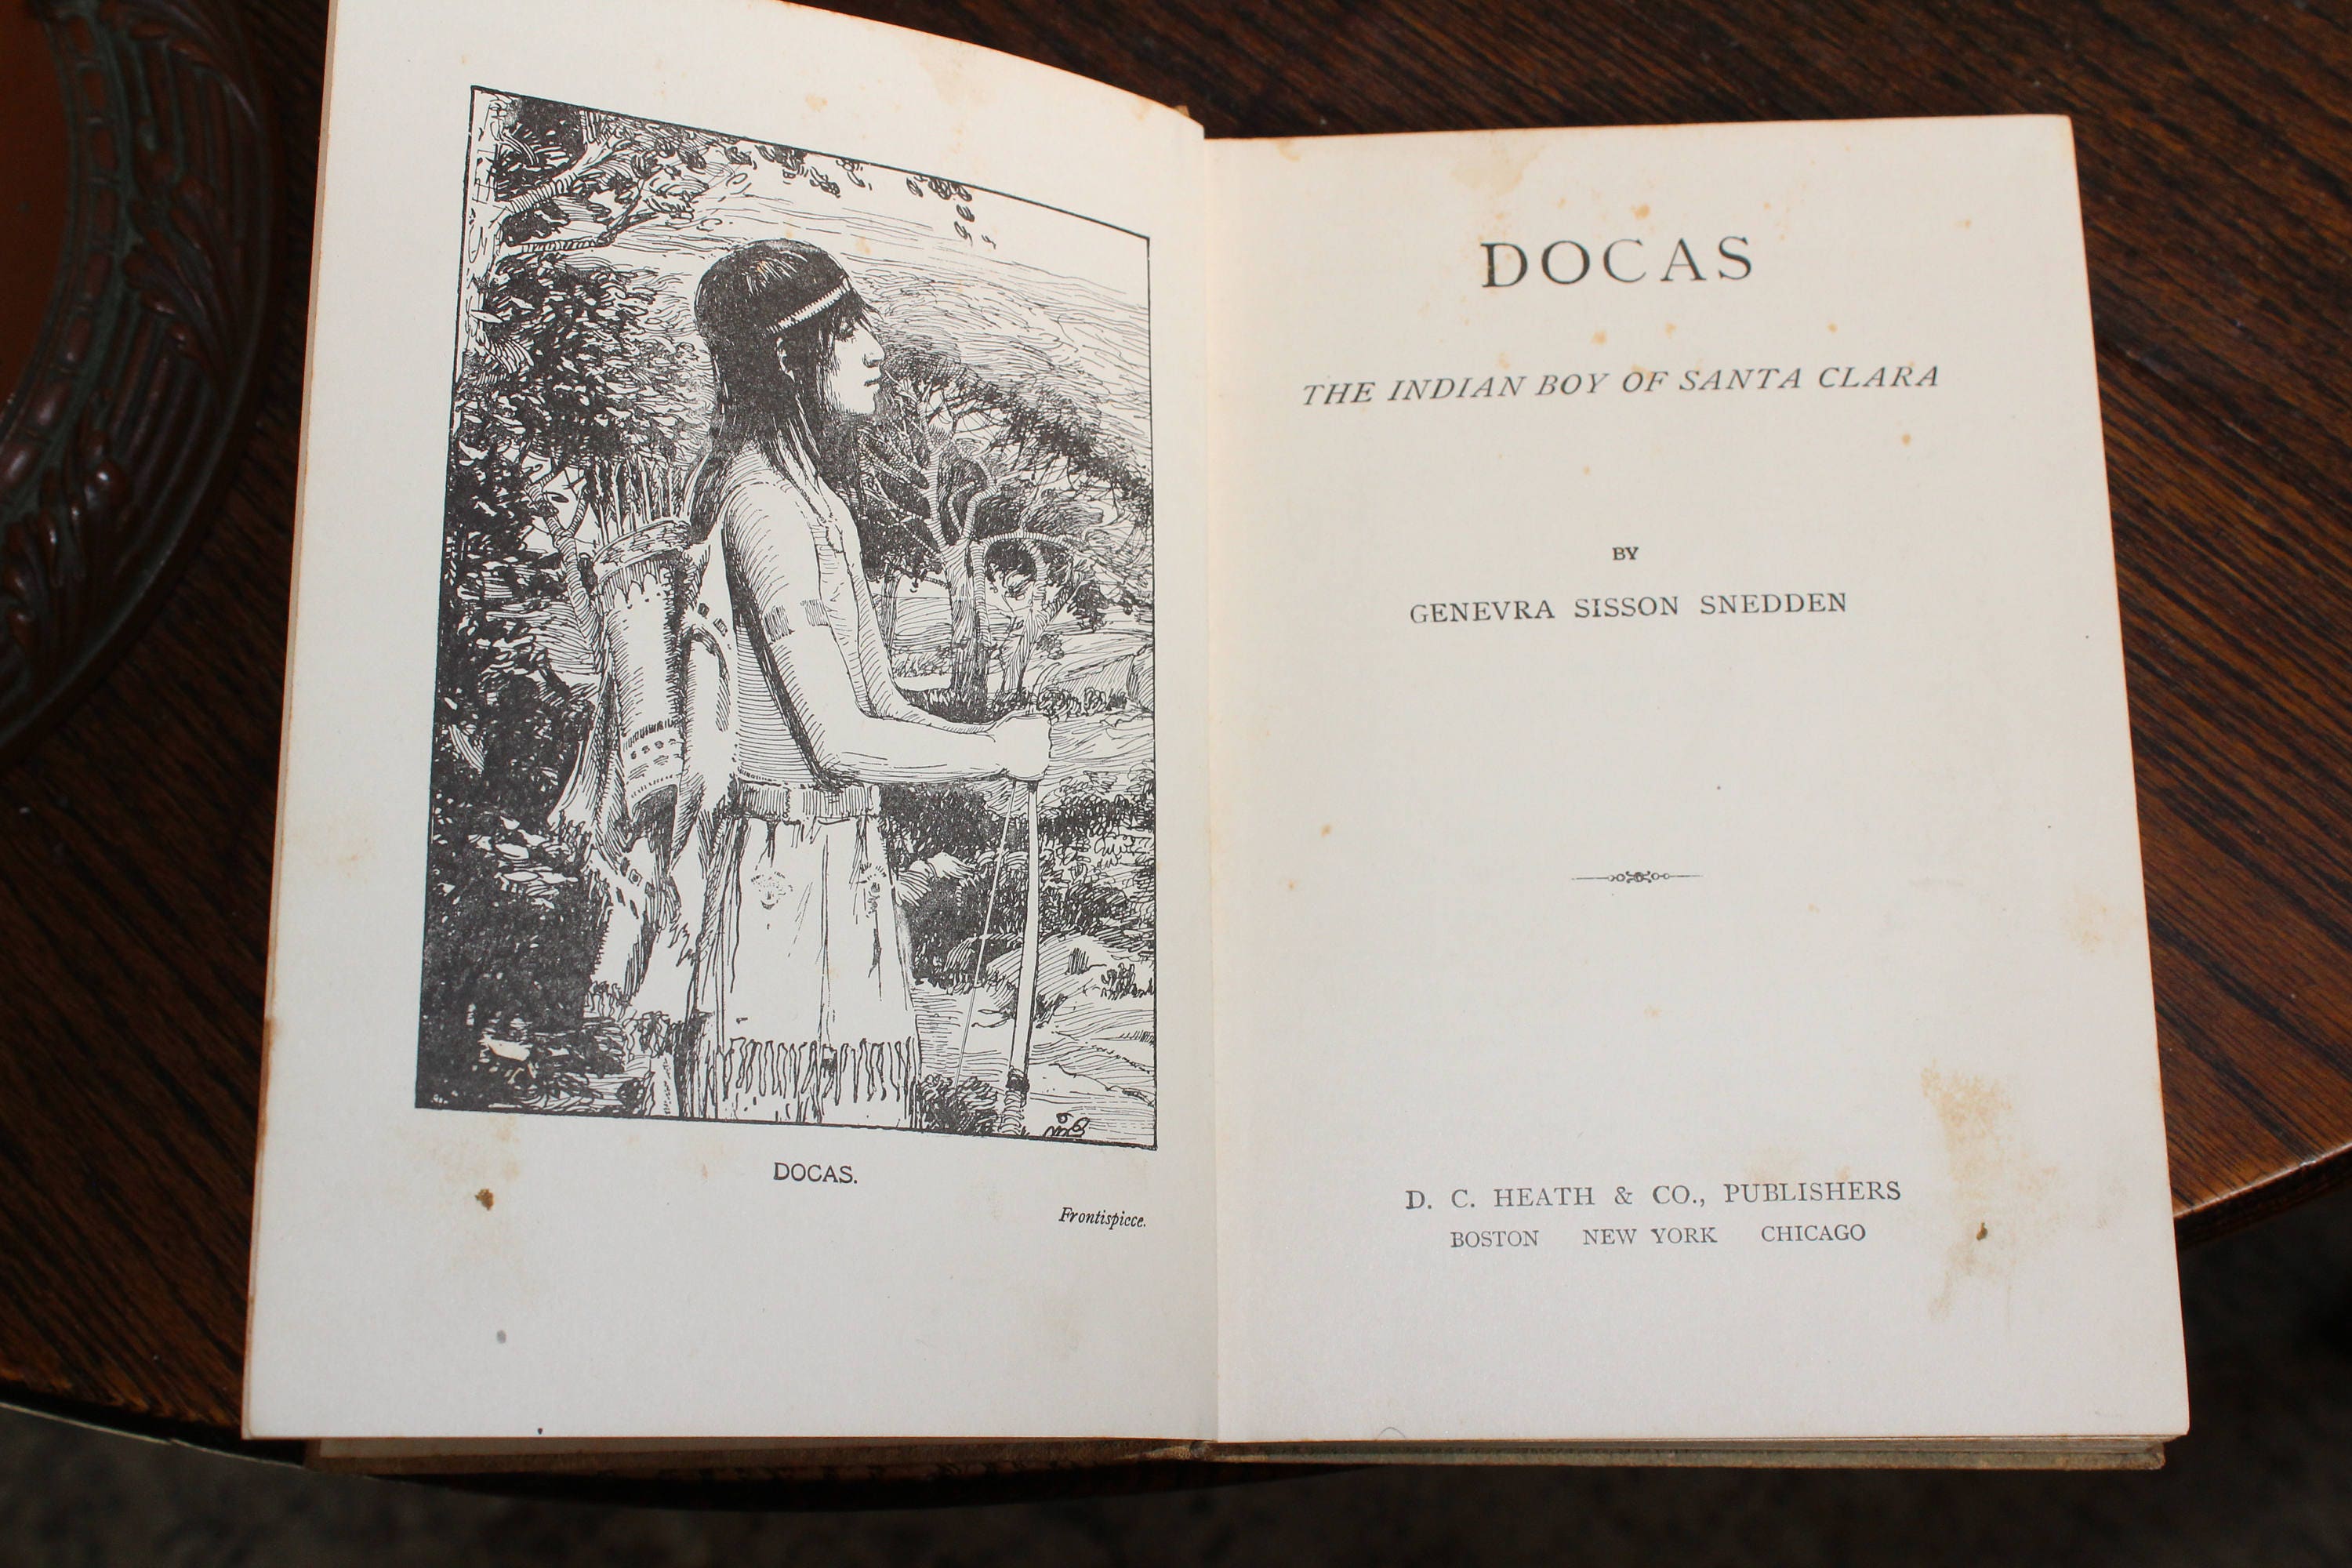 DOCAS.
Frontispiece.
DOCAS
THE INDIAN BOY OF SANTA CLARA
BY
GENEVRA SISSON SNEDDEN
D. C. HEATH & CO., PUBLISHERS
BOSTON NEW YORK CHICAGO